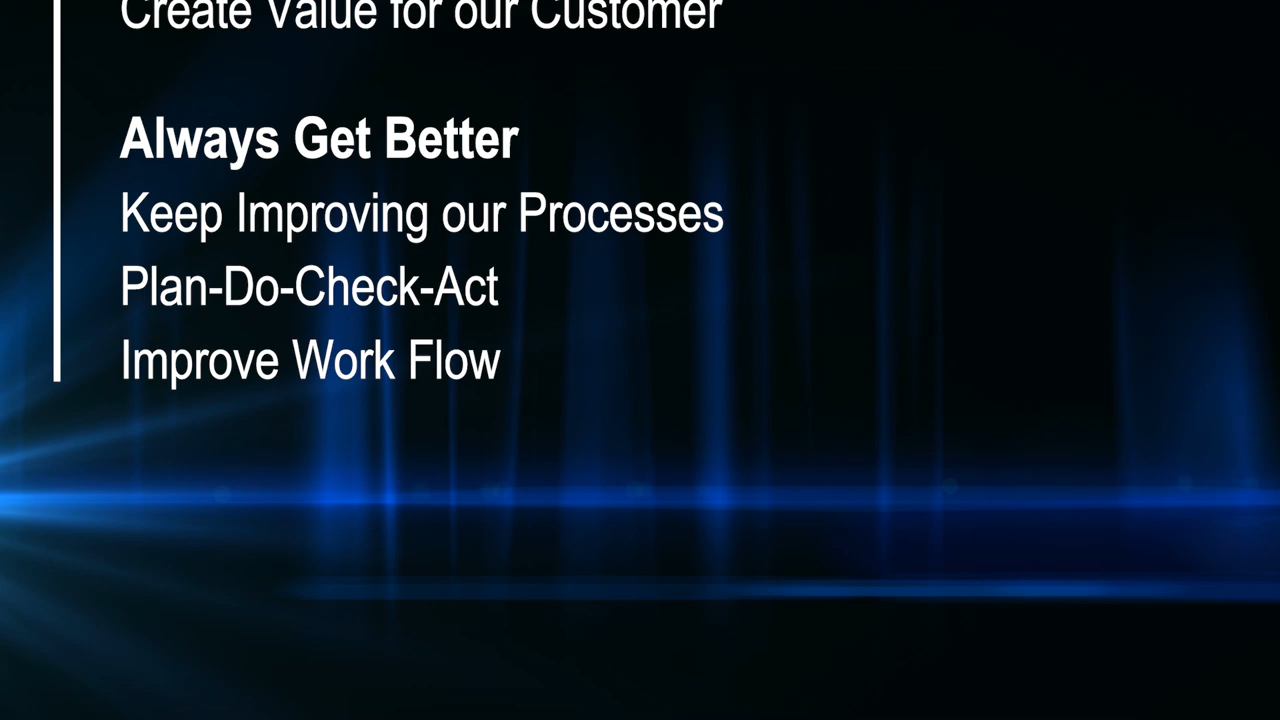 Create Value for our Customer
Always Get Better
Keep Improving our Processes
Plan-Do-Check-Act
Improve Work Flow